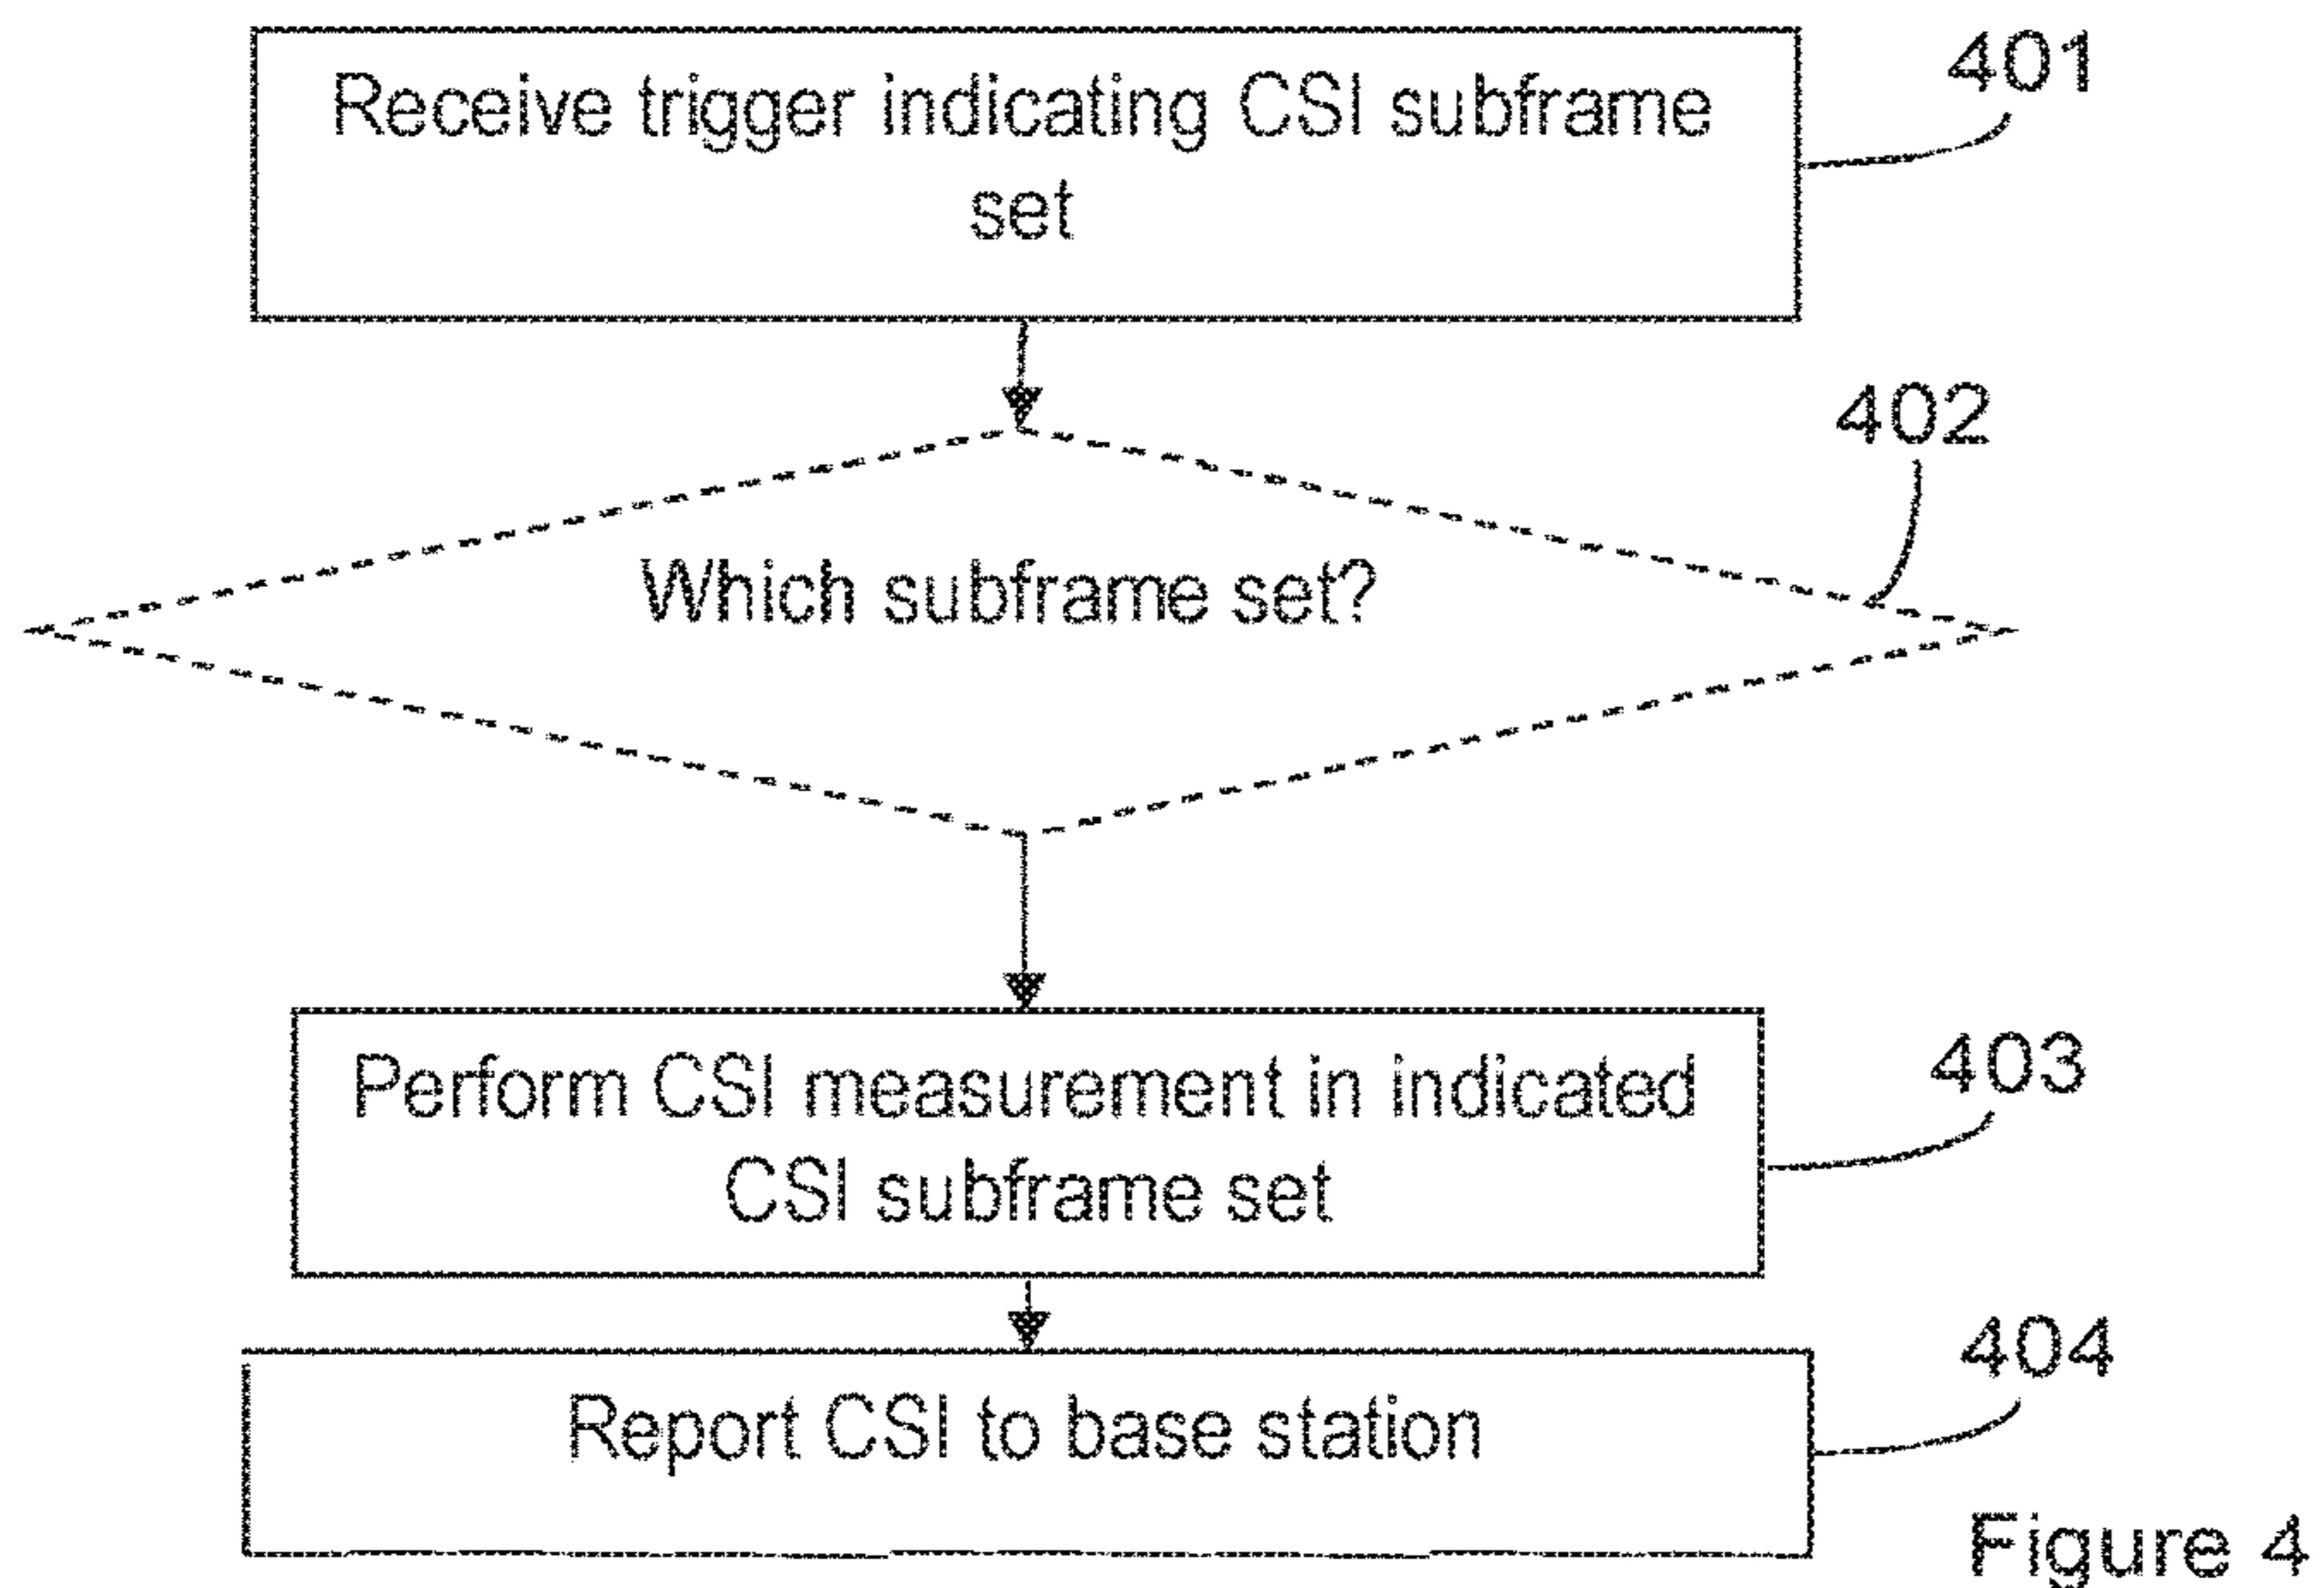 Receive trigger indicating CSI subframe
set
401
402
Which subframe set?
Perform CSI measurement in indicated
CSI subframe set
403
404
Report CSI to base station
Figure 4